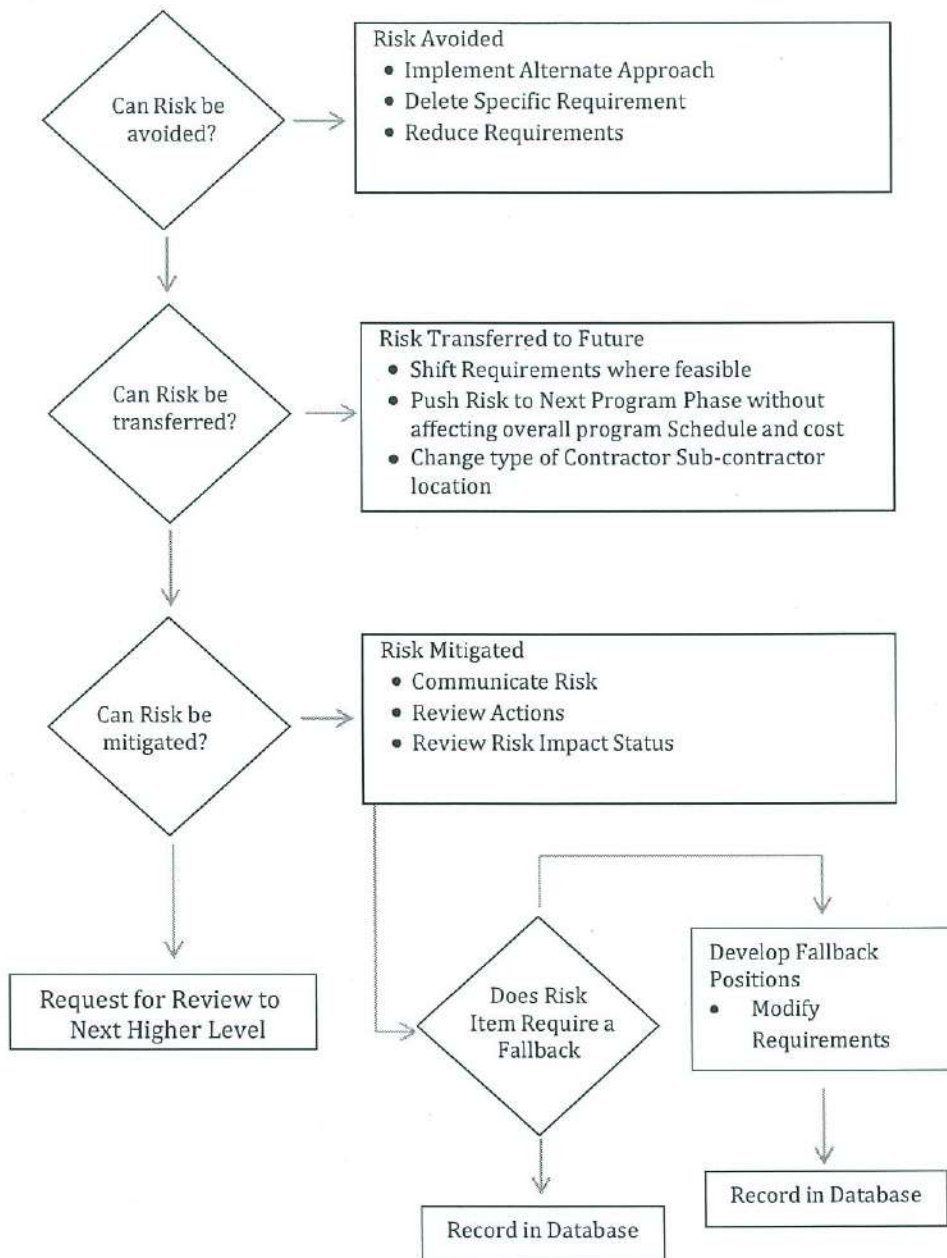 Can Risk be
avoided?
Risk Avoided
• Implement Alternate Approach
• Delete Specific Requirement
• Reduce Requirements
Can Risk be
transferred?
Risk Transferred to Future
• Shift Requirements where feasible
• Push Risk to Next Program Phase without
affecting overall program Schedule and cost
• Change type of Contractor Sub-contractor
location
Can Risk be
mitigated?
Risk Mitigated
• Communicate Risk
• Review Actions
• Review Risk Impact Status
Request for Review to
Next Higher Level
Does Risk
Item Require a
Fallback
Develop Fallback
Positions
• Modify
Requirements
Record in Database
Record in Database